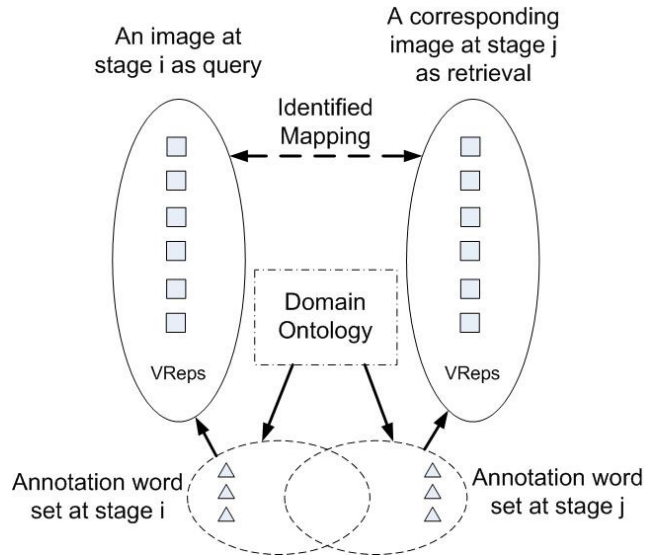 An image at
stage i as query
A corresponding
image at stage j
as retrieval
Identified
Mapping
Domain
Ontology
VReps
VReps
Annotation word
set at stage i
Annotation word
set at stage j